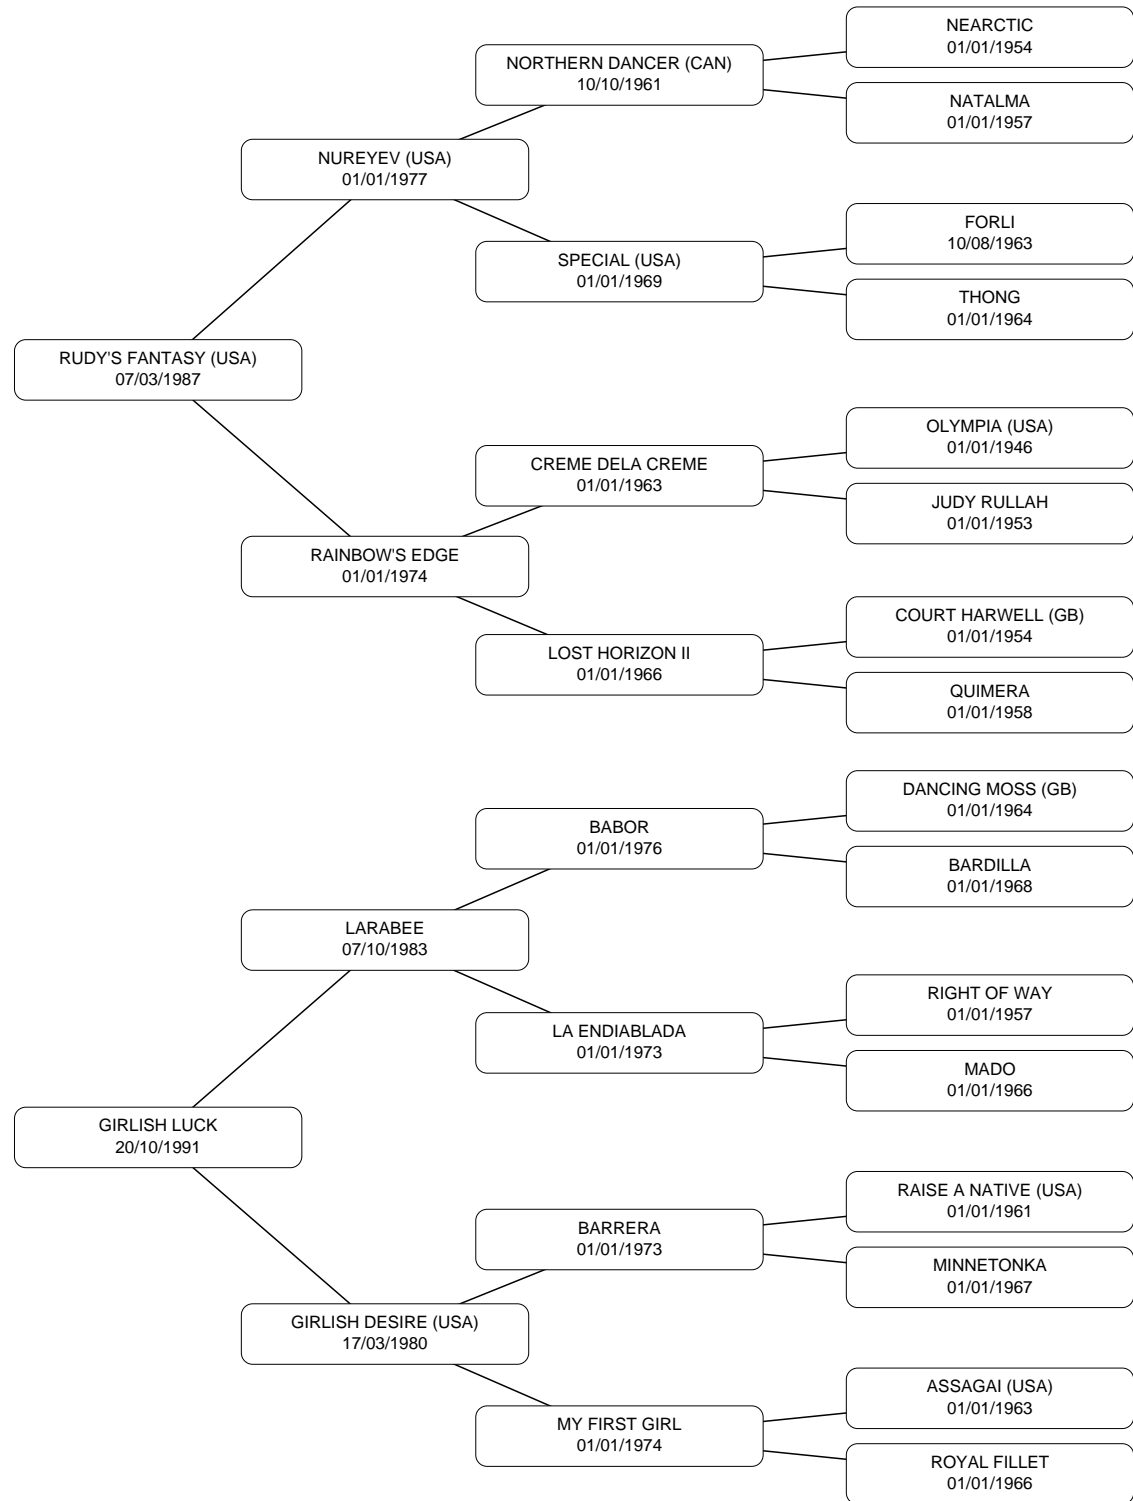 NEARCTIC
01/01/1954
NORTHERN DANCER (CAN)
10/10/1961
NATALMA
01/01/1957
NUREYEV (USA)
01/01/1977
FORLI
10/08/1963
SPECIAL (USA)
01/01/1969
THONG
01/01/1964
RUDY'S FANTASY (USA)
07/03/1987
OLYMPIA (USA)
01/01/1946
CREME DELA CREME
01/01/1963
JUDY RULLAH
01/01/1953
RAINBOW'S EDGE
01/01/1974
COURT HARWELL (GB)
01/01/1954
LOST HORIZON II
01/01/1966
QUIMERA
01/01/1958
DANCING MOSS (GB)
01/01/1964
BABOR
01/01/1976
BARDILLA
01/01/1968
LARABEE
07/10/1983
RIGHT OF WAY
01/01/1957
LA ENDIABLADA
01/01/1973
MADO
01/01/1966
GIRLISH LUCK
20/10/1991
RAISE A NATIVE (USA)
01/01/1961
BARRERA
01/01/1973
MINNETONKA
01/01/1967
GIRLISH DESIRE (USA)
17/03/1980
ASSAGAI (USA)
01/01/1963
MY FIRST GIRL
01/01/1974
ROYAL FILLET
01/01/1966